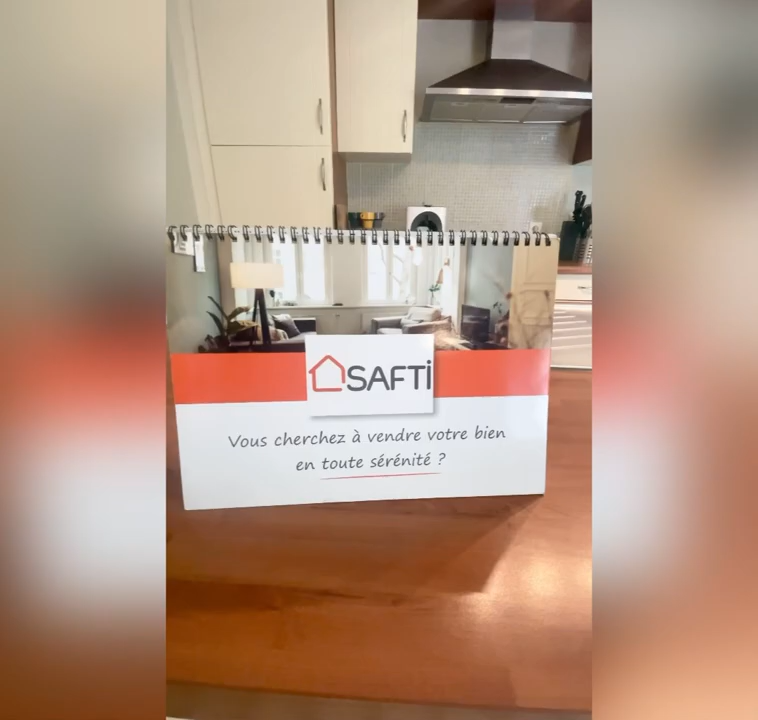 SAFTI
Vous cherchez à vendre votre bien
en toute sérénité ?